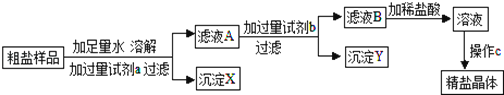 粗盐样品
加足量水 溶解
加过量试剂a 过滤
滤液A
沉淀X
加过量试剂b
过滤
滤液B
沉淀Y
加稀盐酸
溶液
操作c
精盐晶体